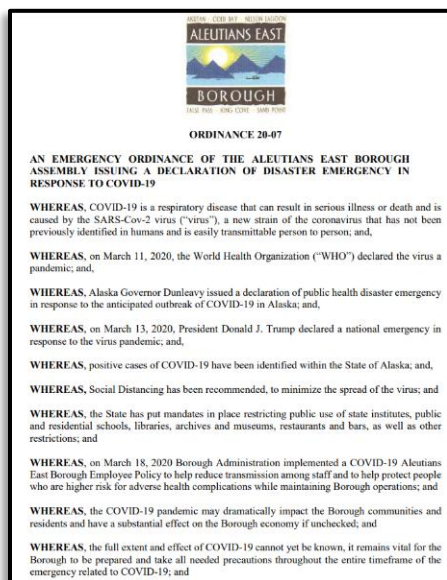 AKUTAN · COLD BAY · NELSON LAGOON
ALEUTIANS EAST
BOROUGH
FALSE PASS · KING COVE · SAND POINT
ORDINANCE 20-07
AN EMERGENCY ORDINANCE OF THE ALEUTIANS EAST BOROUGH
ASSEMBLY ISSUING A DECLARATION OF DISASTER EMERGENCY IN
RESPONSE TO COVID-19
WHEREAS, COVID-19 is a respiratory disease that can result in serious illness or death and is
caused by the SARS-Cov-2 virus (“virus”), a new strain of the coronavirus that has not been
previously identified in humans and is easily transmittable person to person; and,
WHEREAS, on March 11, 2020, the World Health Organization (“WHO”) declared the virus a
pandemic; and,
WHEREAS, Alaska Governor Dunleavy issued a declaration of public health disaster emergency
in response to the anticipated outbreak of COVID-19 in Alaska; and,
WHEREAS, on March 13, 2020, President Donald J. Trump declared a national emergency in
response to the virus pandemic; and,
WHEREAS, positive cases of COVID-19 have been identified within the State of Alaska; and,
WHEREAS, Social Distancing has been recommended, to minimize the spread of the virus; and
WHEREAS, the State has put mandates in place restricting public use of state institutes, public
and residential schools, libraries, archives and museums, restaurants and bars, as well as other
restrictions; and
WHEREAS, on March 18, 2020 Borough Administration implemented a COVID-19 Aleutians
East Borough Employee Policy to help reduce transmission among staff and to help protect people
who are higher risk for adverse health complications while maintaining Borough operations; and
WHEREAS, the COVID-19 pandemic may dramatically impact the Borough communities and
residents and have a substantial effect on the Borough economy if unchecked; and
WHEREAS, the full extent and effect of COVID-19 cannot yet be known, it remains vital for the
Borough to be prepared and take all needed precautions throughout the entire timeframe of the
emergency related to COVID-19; and